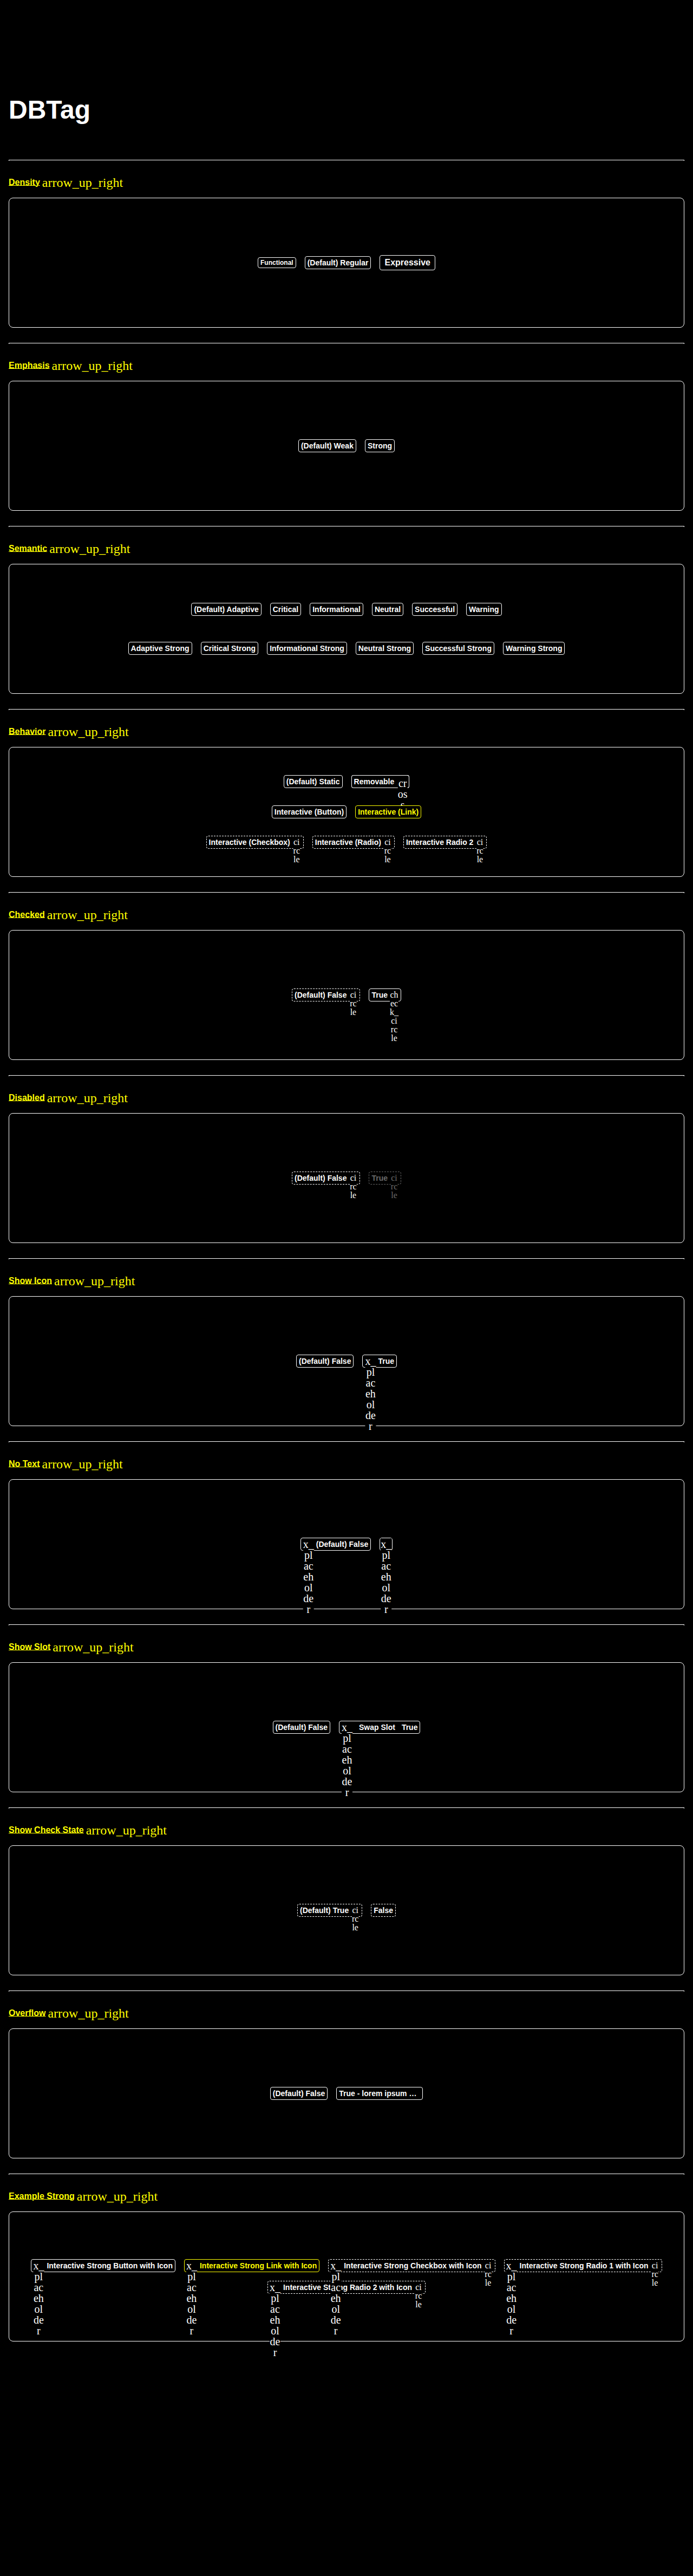 DBTag
Density arrow_up_right
Functional (Default) Regular Expressive
Emphasis arrow_up_right
(Default) Weak Strong
Semantic arrow_up_right
(Default) Adaptive Critical Informational Neutral Successful Warning
Adaptive Strong Critical Strong Informational Strong Neutral Strong Successful Strong Warning Strong
Behavior arrow_up_right
(Default) Static Removable cr
os
Interactive (Button) Interactive (Link)
Interactive (Checkbox) ci Interactive (Radio) ci Interactive Radio 2 ci
rc rc rc
le le le
Checked arrow_up_right
(Default) False ci True ch
rc ec
le k_
ci
rc
le
Disabled arrow_up_right
(Default) False ci True ci
rc rc
le le
Show Icon arrow_up_right
(Default) False x_ True
pl
ac
eh
ol
de
r
No Text arrow_up_right
x_ (Default) False x_
pl pl
ac ac
eh eh
ol ol
de de
r r
Show Slot arrow_up_right
(Default) False x_ Swap Slot True
pl
ac
eh
ol
de
r
Show Check State arrow_up_right
(Default) True ci False
rc
le
Overflow arrow_up_right
(Default) False True - lorem ipsum …
Example Strong arrow_up_right
x_ Interactive Strong Button with Icon x_ Interactive Strong Link with Icon x_ Interactive Strong Checkbox with Icon ci x_ Interactive Strong Radio 1 with Icon ci
pl pl pl rc pl rc
ac ac ac le ac le
eh eh eh eh
ol ol ol ol
de de de de
r r r r
x_ Interactive Strong Radio 2 with Icon ci
pl rc
ac le
eh
ol
de
r